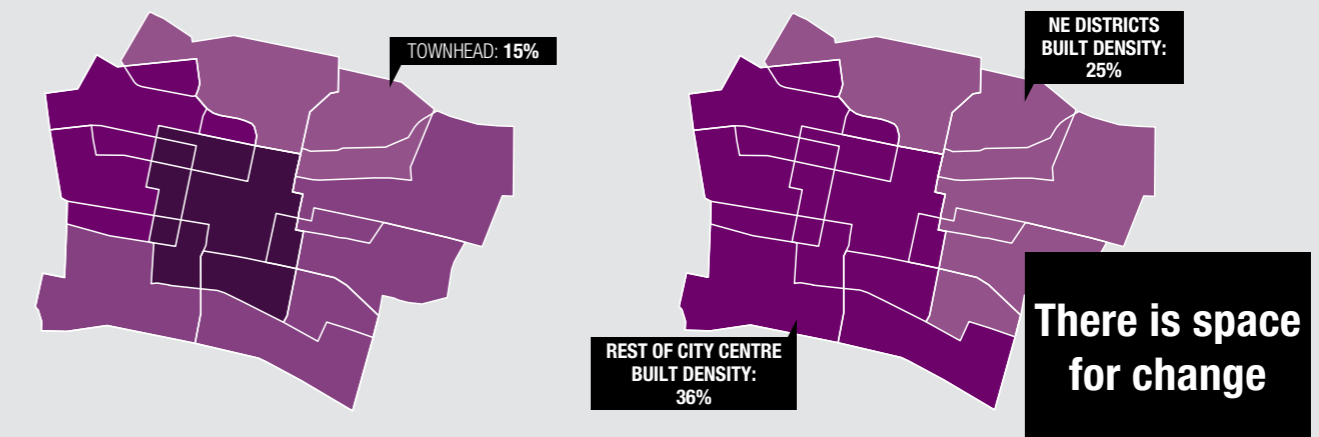 TOWNHEAD: 15%
NE DISTRICTS
BUILT DENSITY:
25%
REST OF CITY CENTRE
BUILT DENSITY:
36%
There is space
for change